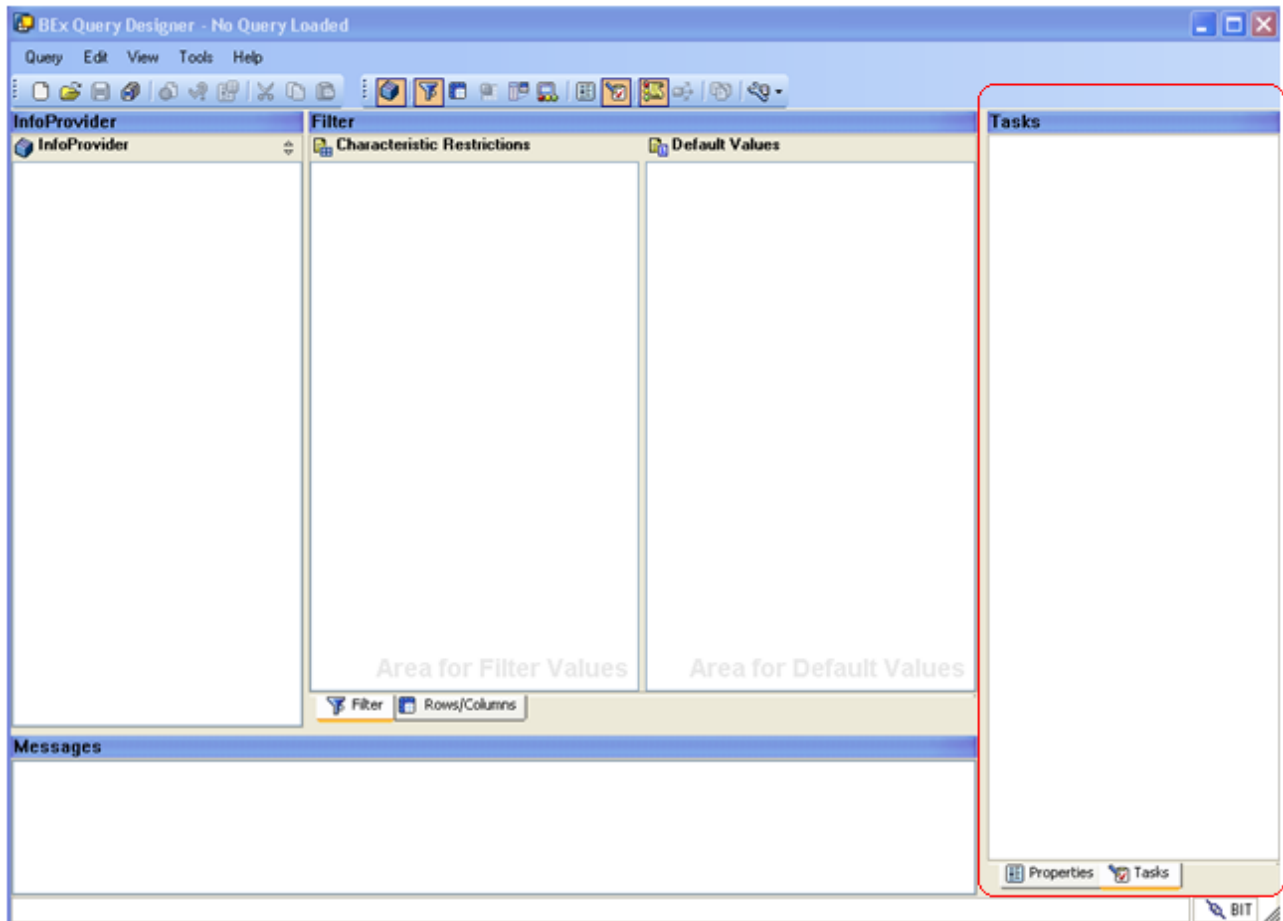 BEx Query Designer - No Query Loaded
Query Edit View Tools Help
InfoProvider
Filter
Tasks
InfoProvider
Characteristic Restrictions
Default Values
Area for Filter Values
Area for Default Values
Filter
Rows/Columns
Messages
Properties
Tasks
BIT